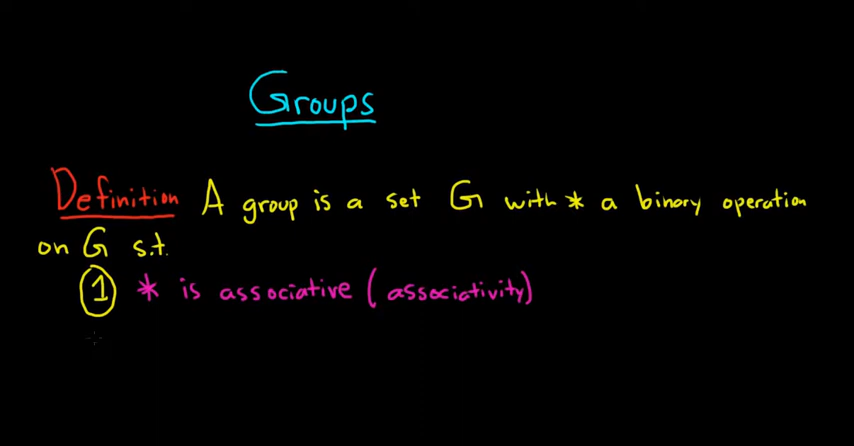 Groups
Definition A group is a set G with * a binary operation
on G s.t.
1 * is associative (associativity)